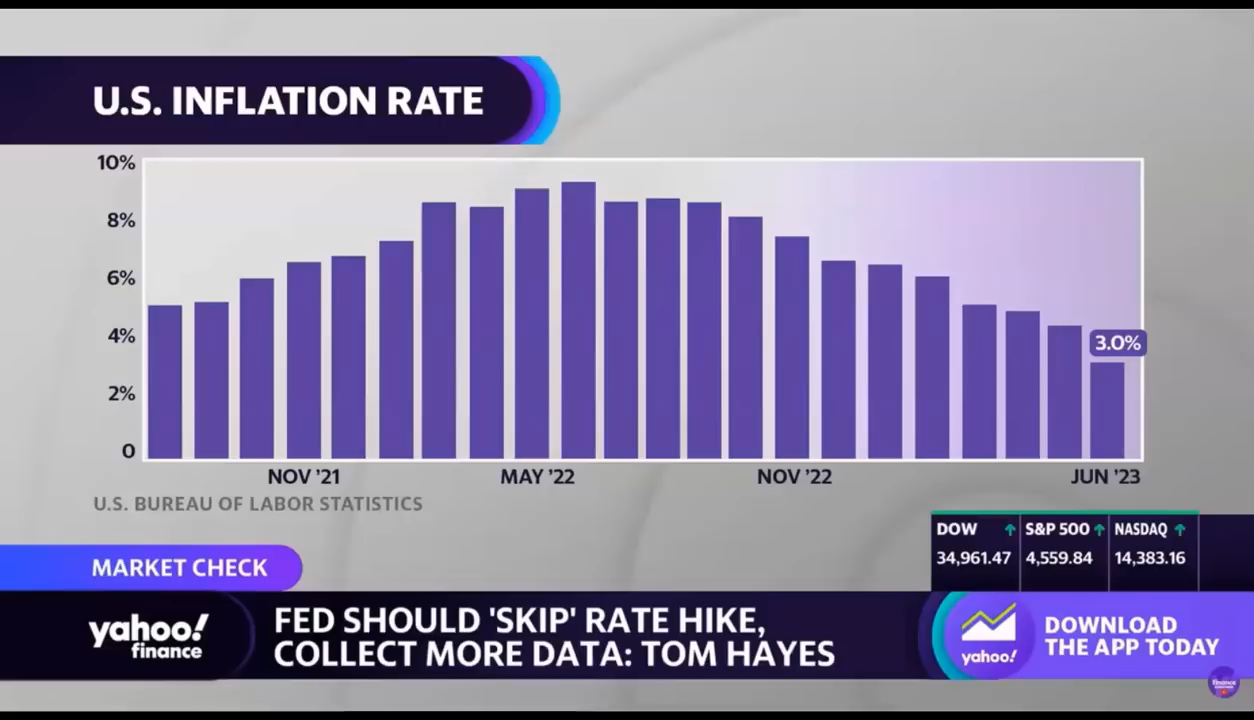 U.S. INFLATION RATE
10%
8%
6%
4%
2%
0
3.0%
NOV '21
MAY '22
NOV '22
JUN '23
U.S. BUREAU OF LABOR STATISTICS
DOW
34,961.47
S&P 500
4,559.84
NASDAQ
14,383.16
MARKET CHECK
yahoo!
finance
FED SHOULD 'SKIP' RATE HIKE,
COLLECT MORE DATA: TOM HAYES
yahoo!
DOWNLOAD
THE APP TODAY